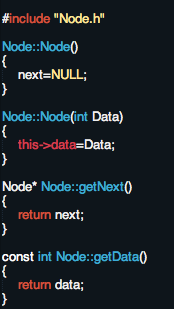 #include "Node.h"
Node::Node()
{
next=NULL;
}
Node::Node(int Data)
{
this->data=Data;
}
Node* Node::getNext()
{
return next;
}
const int Node::getData()
{
return data;
}